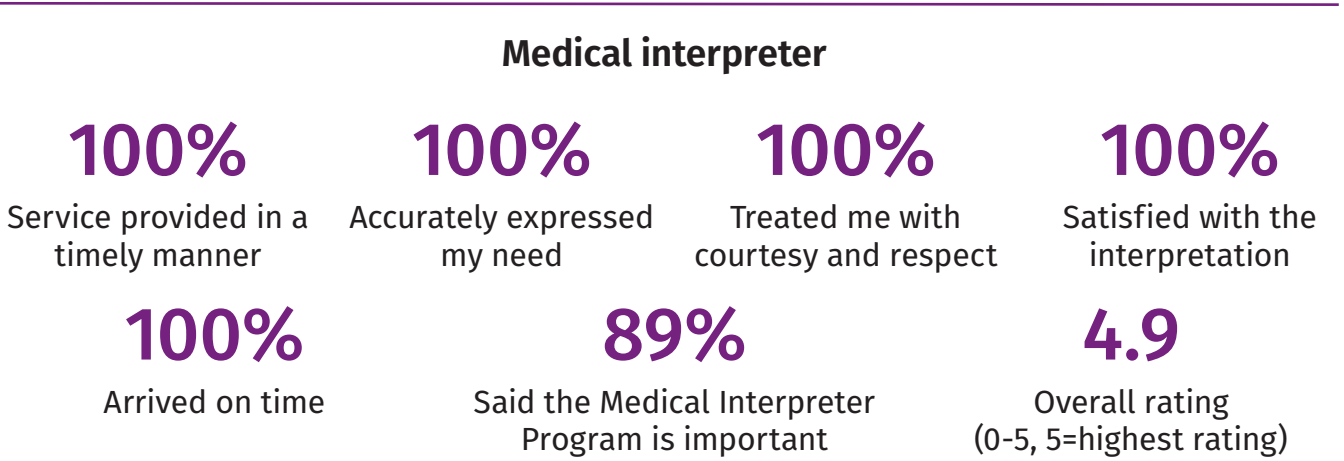 Medical interpreter
100%
Service provided in a
timely manner
100%
Accurately expressed
my need
100%
Treated me with
courtesy and respect
100%
Satisfied with the
interpretation
100%
Arrived on time
89%
Said the Medical Interpreter
Program is important
4.9
Overall rating
(0-5, 5=highest rating)